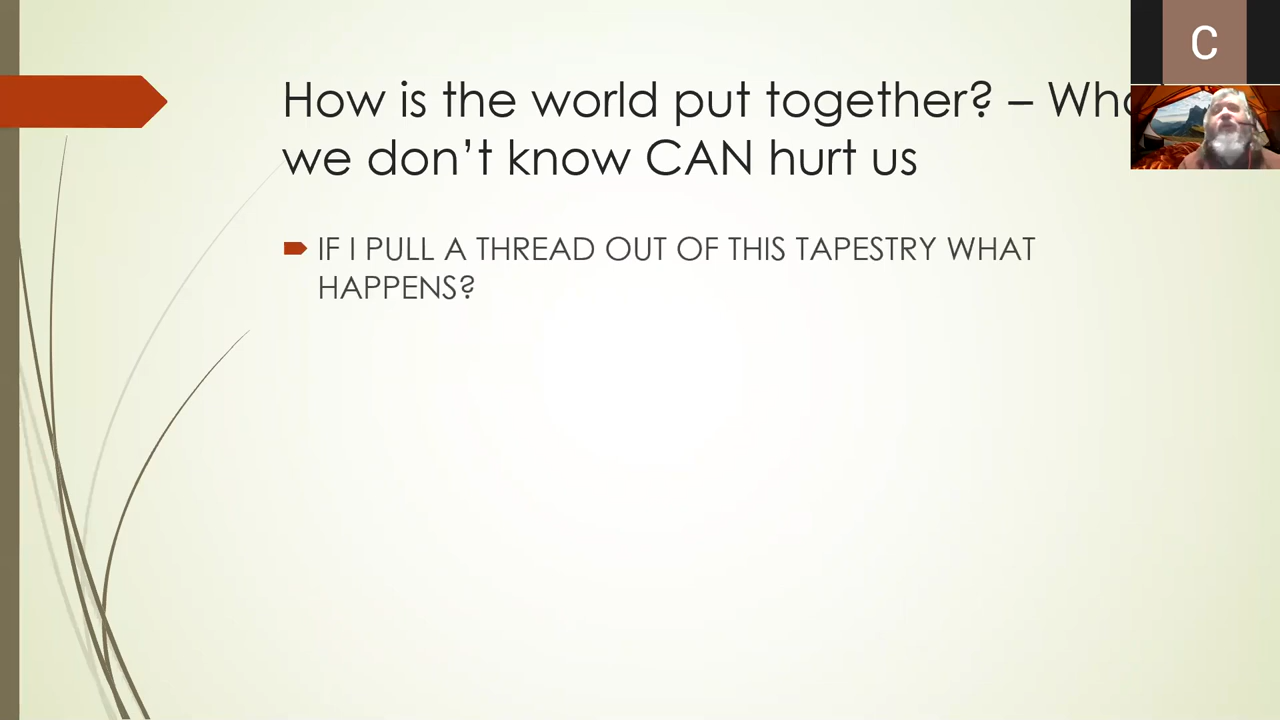 How is the world put together? –
we don't know CAN hurt us
IF I PULL A THREAD OUT OF THIS TAPESTRY WHAT
HAPPENS?
C